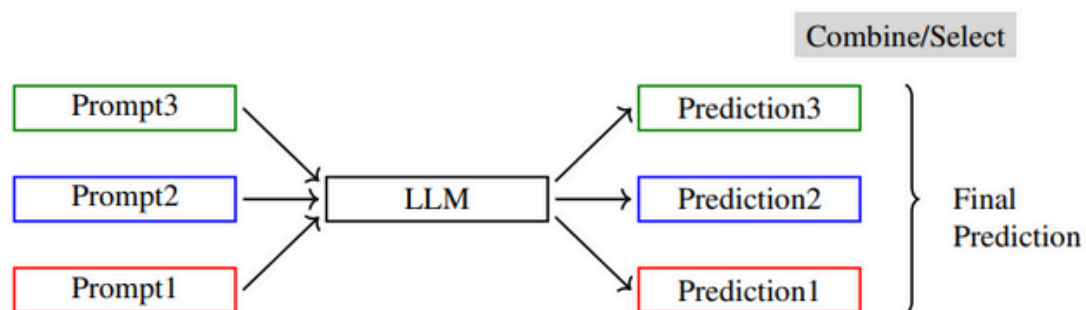 Combine/Select
Prompt3
Prediction3
Prompt2
LLM
Prediction2
Final
Prediction
Prompt1
Prediction1